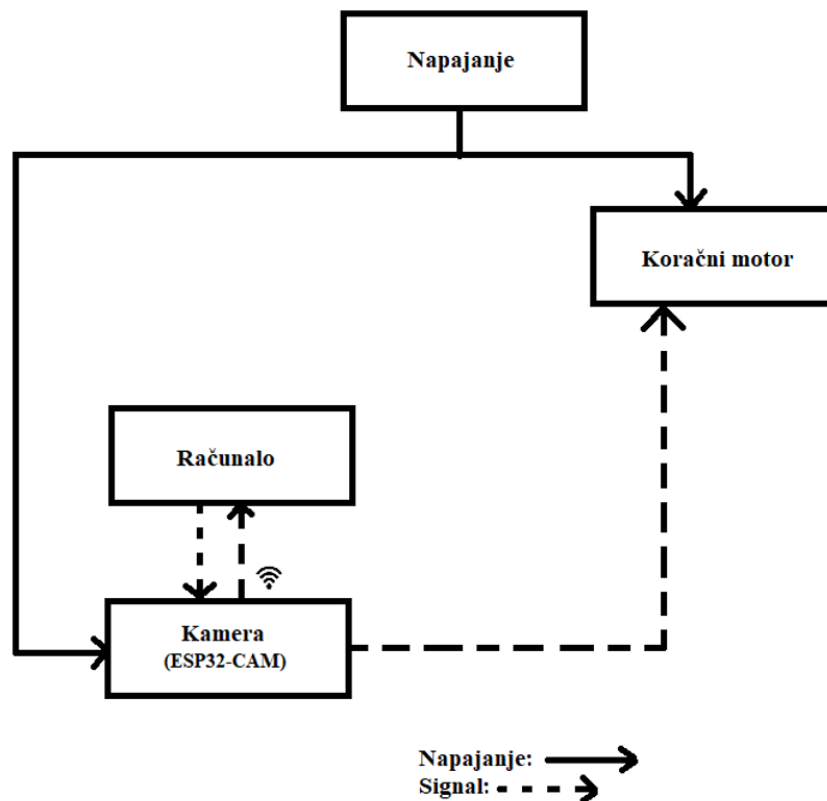 Napajanje
Koračni motor
Računalo
Kamera
(ESP32-CAM)
Napajanje:
Signal: